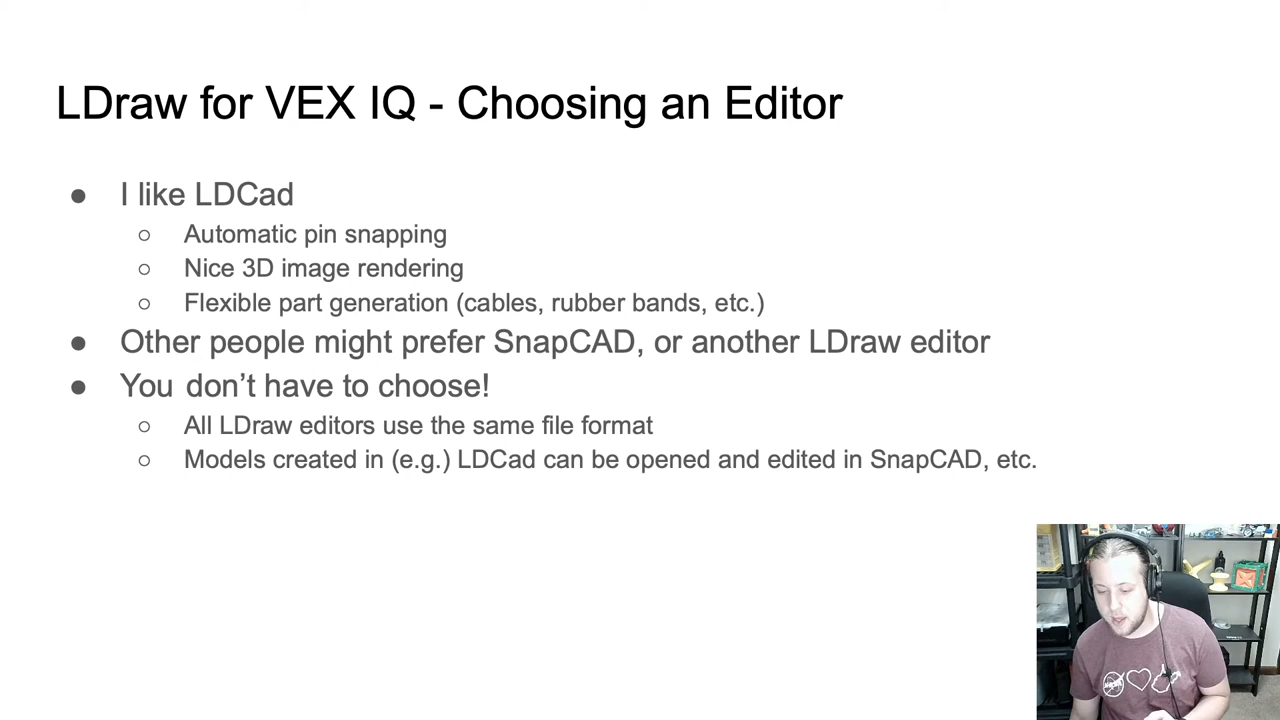 LDraw for VEX IQ - Choosing an Editor
● I like LDCad
○ Automatic pin snapping
○ Nice 3D image rendering
○ Flexible part generation (cables, rubber bands, etc.)
● Other people might prefer SnapCAD, or another LDraw editor
● You don’t have to choose!
○ All LDraw editors use the same file format
○ Models created in (e.g.) LDCad can be opened and edited in SnapCAD, etc.